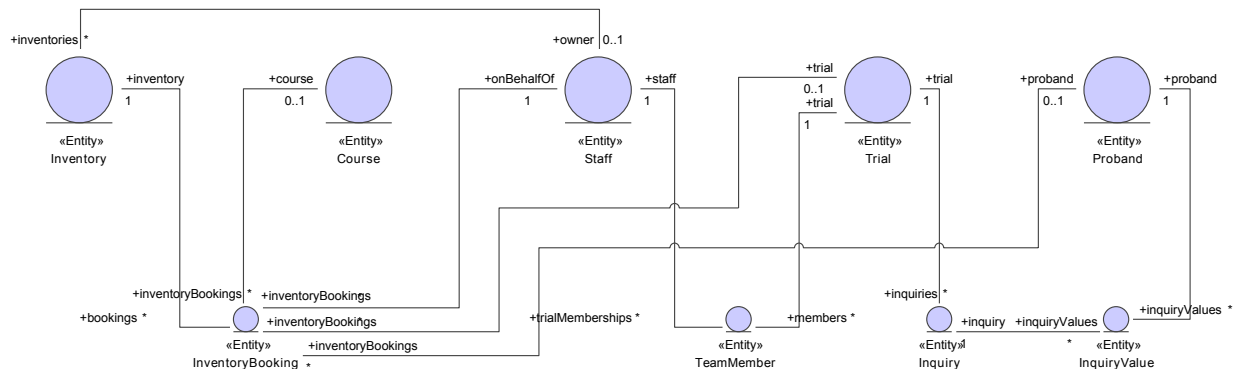 +inventories *
+owner 0..1
+inventory
1
+course
0..1
+onBehalfOf
1
+staff
1
+trial
0..1
+trial
1
+trial
1
+proband
0..1
+proband
1
«Entity»
Inventory
«Entity»
Course
«Entity»
Staff
«Entity»
Trial
«Entity»
Proband
+inventoryBookings *
+inventoryBookings
*
+bookings *
+inventoryBookings
+trialMemberships *
+members *
+inquiries *
+inquiry
1
+inquiryValues
*
+inquiryValues *
+inventoryBookings
*
«Entity»
InventoryBooking
«Entity»
TeamMember
«Entity»
Inquiry
«Entity»
InquiryValue